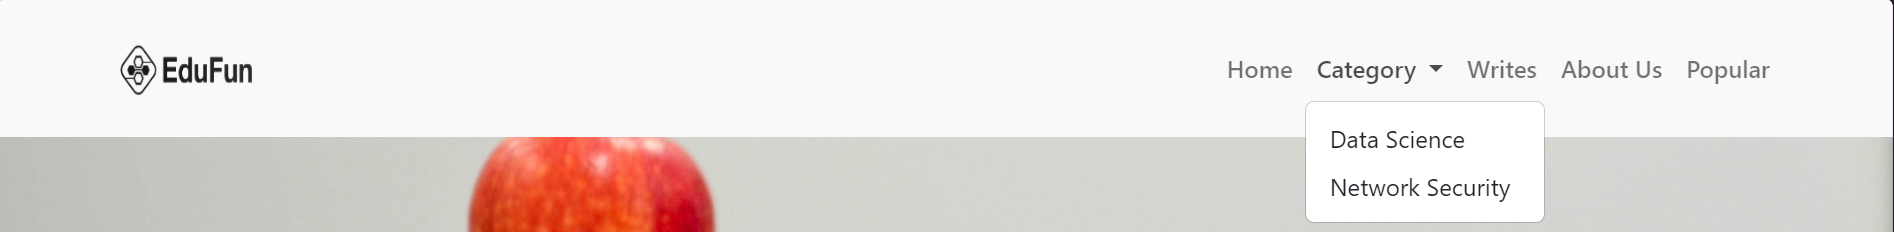 EduFun
Home Category Writes About Us Popular
Data Science
Network Security